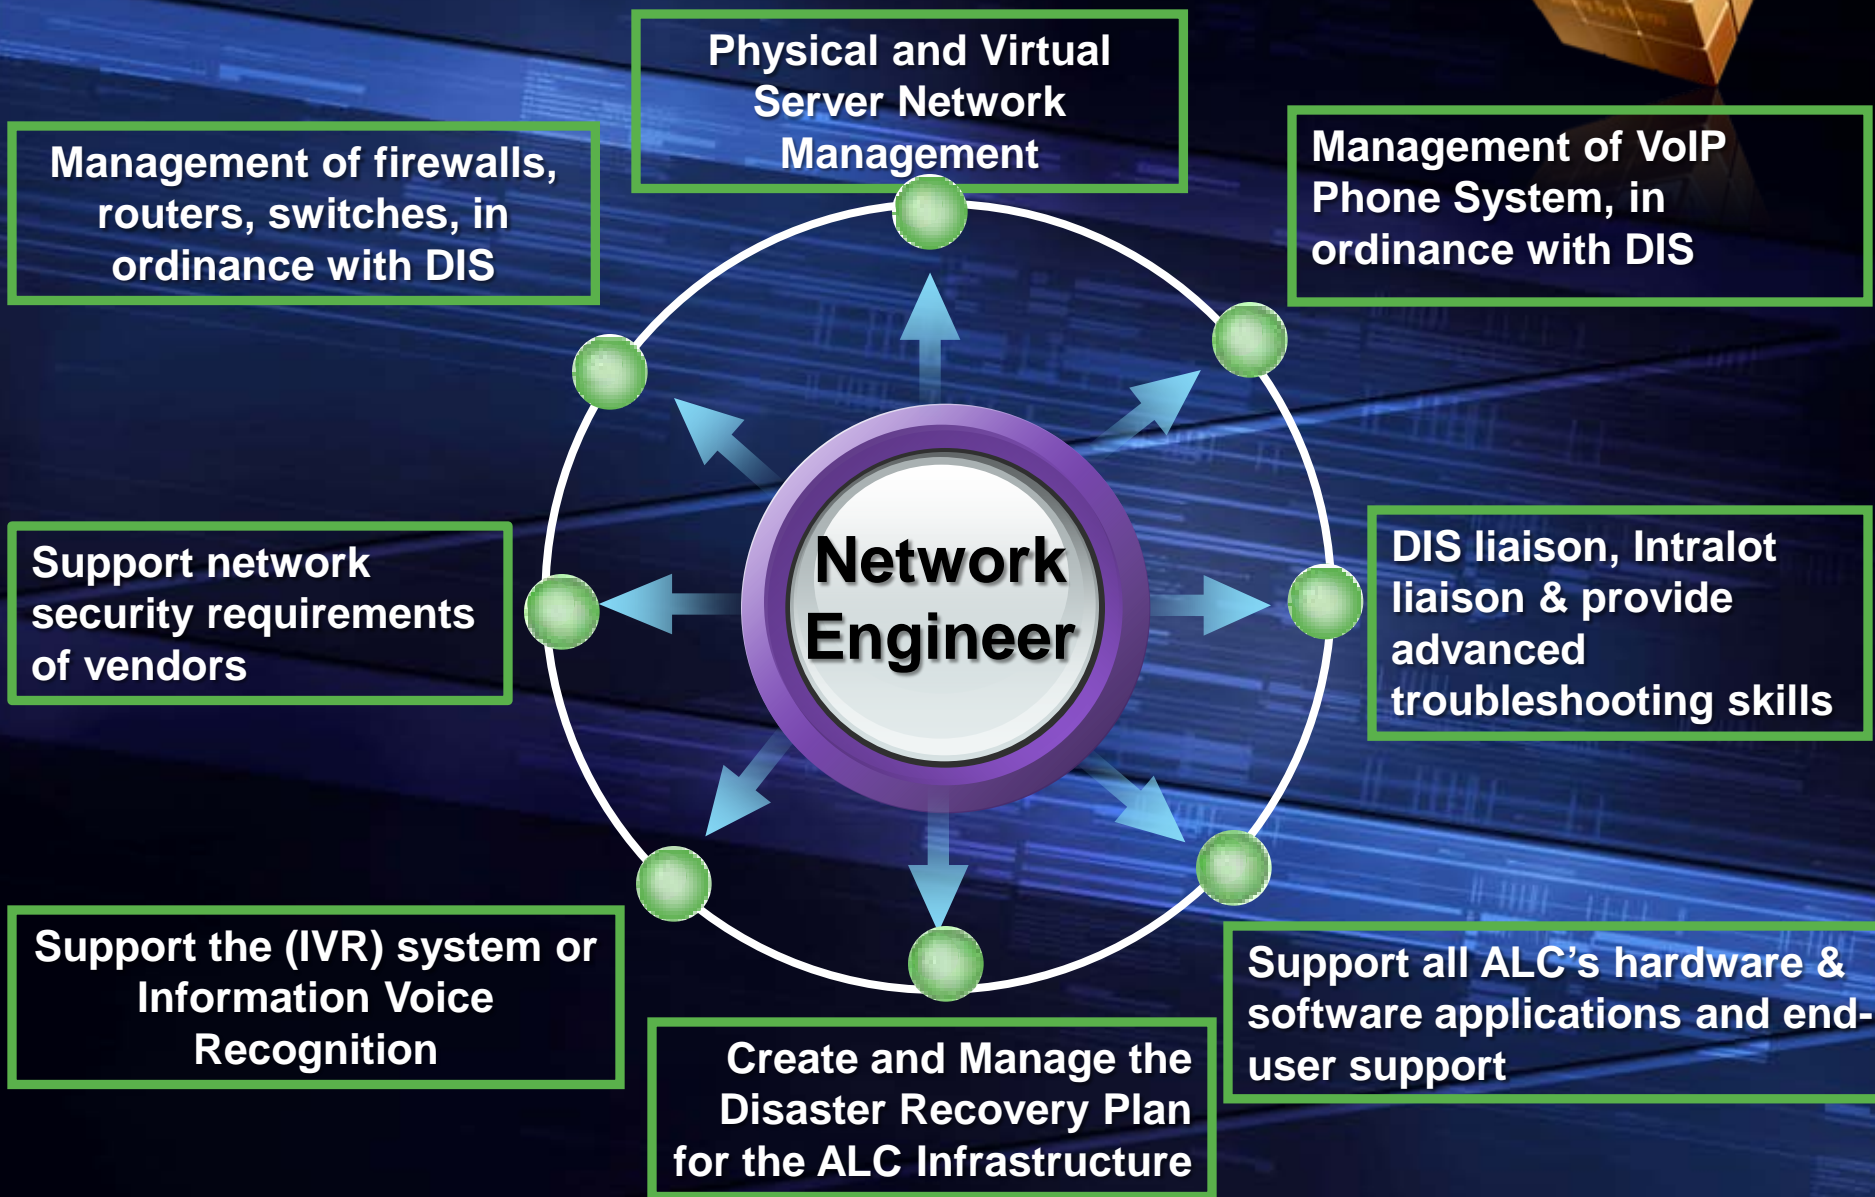 Physical and Virtual
Server Network
Management
Management of firewalls,
routers, switches, in
ordinance with DIS
Management of VoIP
Phone System, in
ordinance with DIS
Support network
security requirements
of vendors
Network
Engineer
DIS liaison, Intralot
liaison & provide
advanced
troubleshooting skills
Support the (IVR) system or
Information Voice
Recognition
Create and Manage the
Disaster Recovery Plan
for the ALC Infrastructure
Support all ALC’s hardware &
software applications and end-
user support